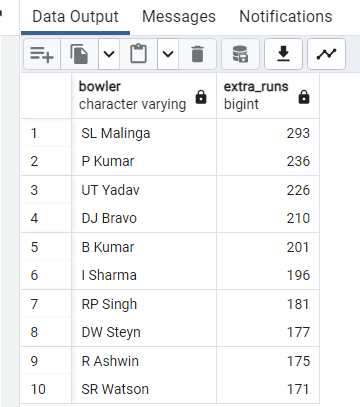 Data Output Messages Notifications
bowler extra_runs
character varying bigint
1 SL Malinga 293
2 P Kumar 236
3 UT Yadav 226
4 DJ Bravo 210
5 B Kumar 201
6 I Sharma 196
7 RP Singh 181
8 DW Steyn 177
9 R Ashwin 175
10 SR Watson 171